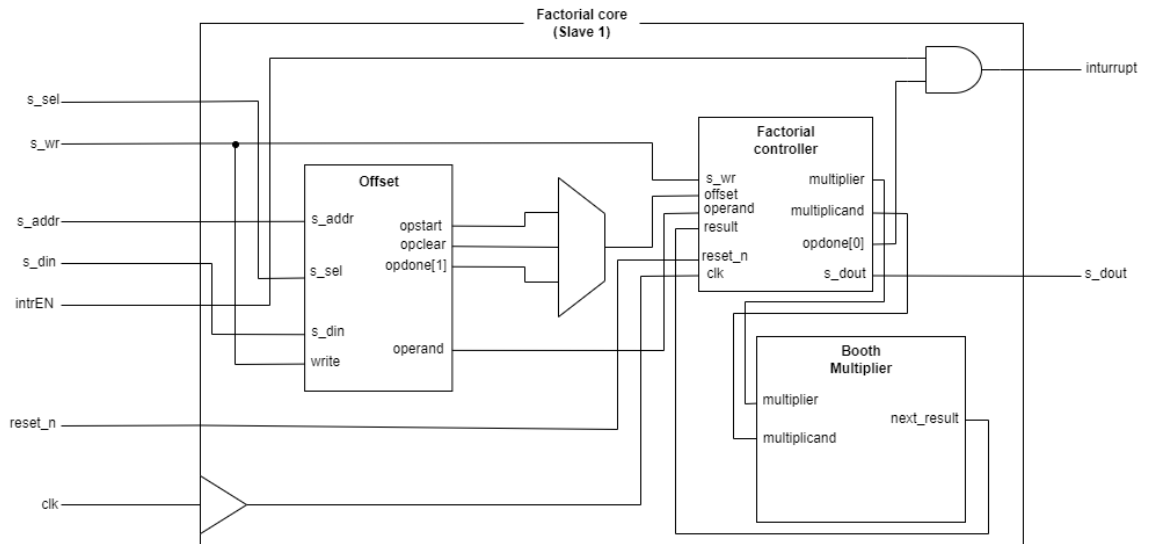 Factorial core
(Slave 1)
inturrupt
s_sel
s_wr
s_addr
s_din
intrEN
reset_n
clk
Offset
s_addr
s_sel
s_din
write
opstart
opclear
opdone[1]
operand
Factorial
controller
s_wr
offset
operand
result
reset_n
clk
multiplier
multiplicand
opdone[0]
s_dout
s_dout
Booth
Multiplier
multiplier
multiplicand
next_result